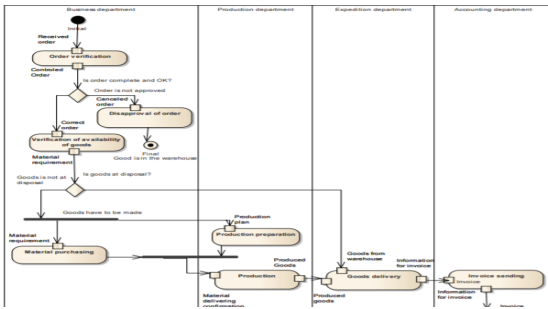 Business department
Production department
Expedition department
Accounting department
Initial
Received
order
Order verification
Controled
Order
Is order complete and OK?
Order is not approved
Canceled
order
Disapproval of order
Correct
order
Verification of availability
of goods
Final
Material
requirement
Good is in the warehouse
Goods is not at
disposal
Is goods at disposal?
Goods have to be made
Production
plan
Production preparation
Material
requirement
Material purchasing
Goods from
warehouse
Information
for invoice
Produced
Goods
Production
Goods delivery
Invoice sending
Invoice
Material
delivering
confirmation
Produced
goods
Information
for invoice
Invoice